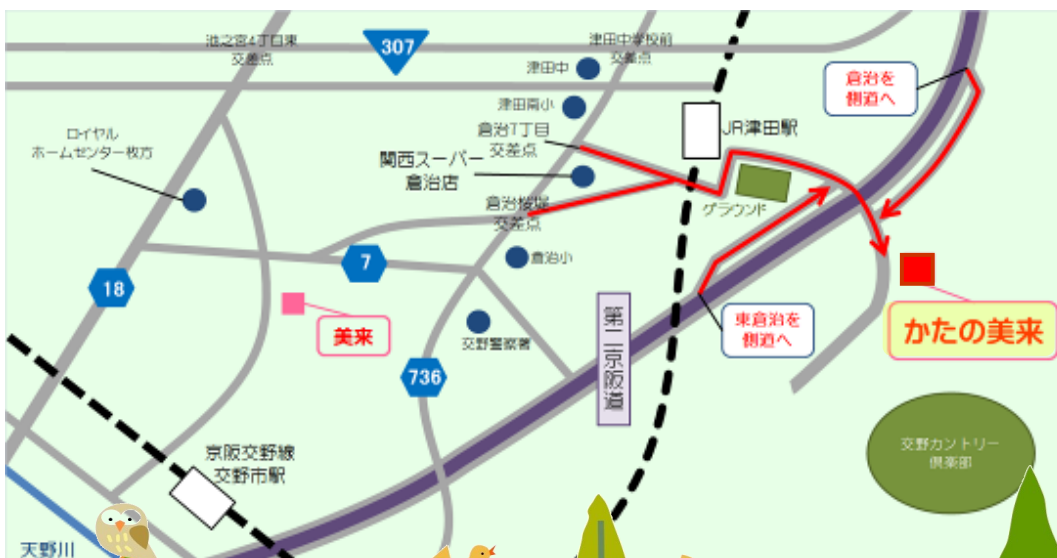 池之宮4丁目東
交差点
307
津田中学校前
交差点
津田中
津田南小
倉治を
側道へ
ロイヤル
ホームセンター枚方
倉治1丁目
交差点
JR津田駅
関西スーパー
倉治店
グラウンド
倉治桜塚
交差点
倉治小
7
18
美来
交野警察署
736
第二京阪道
東倉治を
側道へ
かたの美来
交野カントリー
倶楽部
京阪交野線
交野市駅
天野川